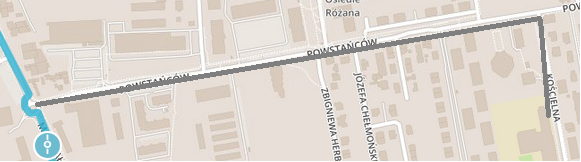 Osiedle
Różana
POWSTAŃCÓW
POWSTAŃCÓW
ZBIGNIEWA HERB
JÓZEFA CHEŁMOŃSKI
KOŚCIELNA